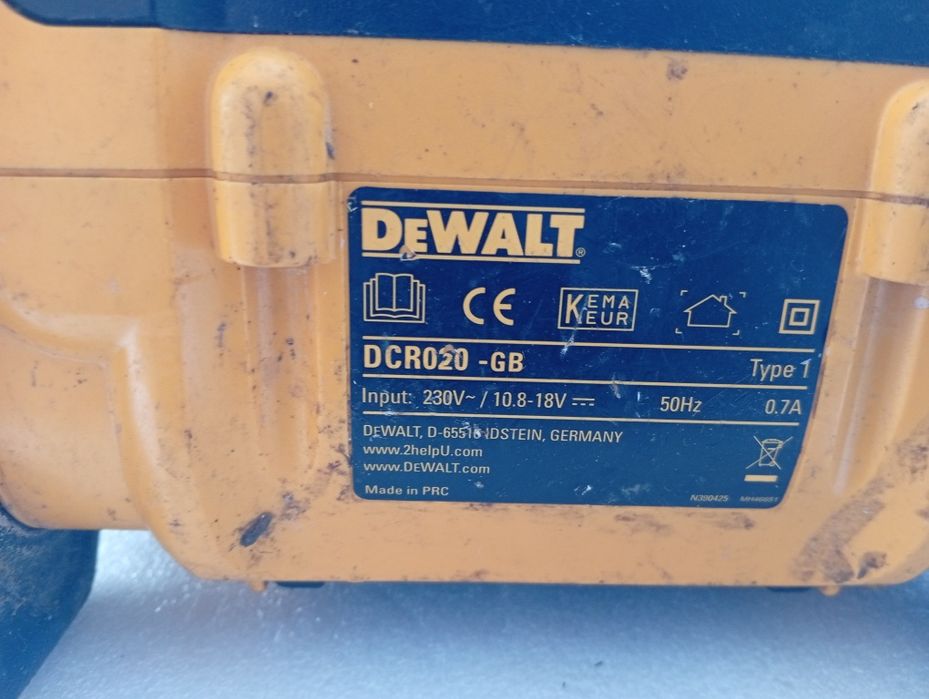 DEWALT®
CE
KEMA
KEUR
DCR020 -GB Type 1
Input: 230V~ / 10.8-18V 50Hz 0.7A
DEWALT, D-65510 IDSTEIN, GERMANY
www.2helpU.com
www.DEWALT.com
Made in PRC N390425